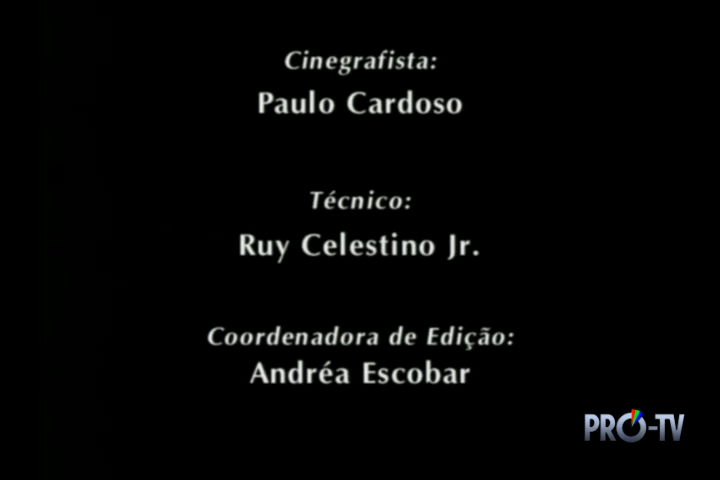 Cinegrafista:
Paulo Cardoso
Técnico:
Ruy Celestino Jr.
Coordenadora de Edição:
Andréa Escobar
PRO-TV